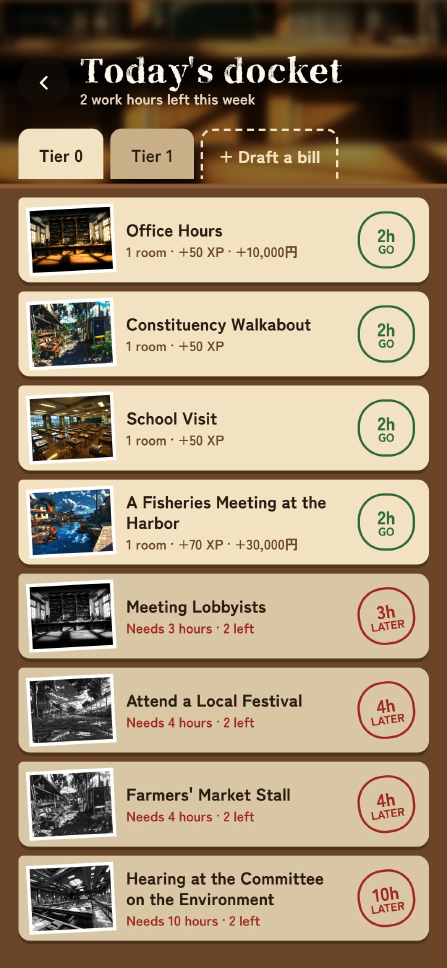 Today's docket
2 work hours left this week
Tier 0
Tier 1
+ Draft a bill
Office Hours
1 room · +50 XP · +10,000円
2h
GO
Constituency Walkabout
1 room · +50 XP
2h
GO
School Visit
1 room · +50 XP
2h
GO
A Fisheries Meeting at the
Harbor
1 room · +70 XP · +30,000円
2h
GO
Meeting Lobbyists
Needs 3 hours · 2 left
3h
LATER
Attend a Local Festival
Needs 4 hours · 2 left
4h
LATER
Farmers' Market Stall
Needs 4 hours · 2 left
4h
LATER
Hearing at the Committee
on the Environment
Needs 10 hours · 2 left
10h
LATER